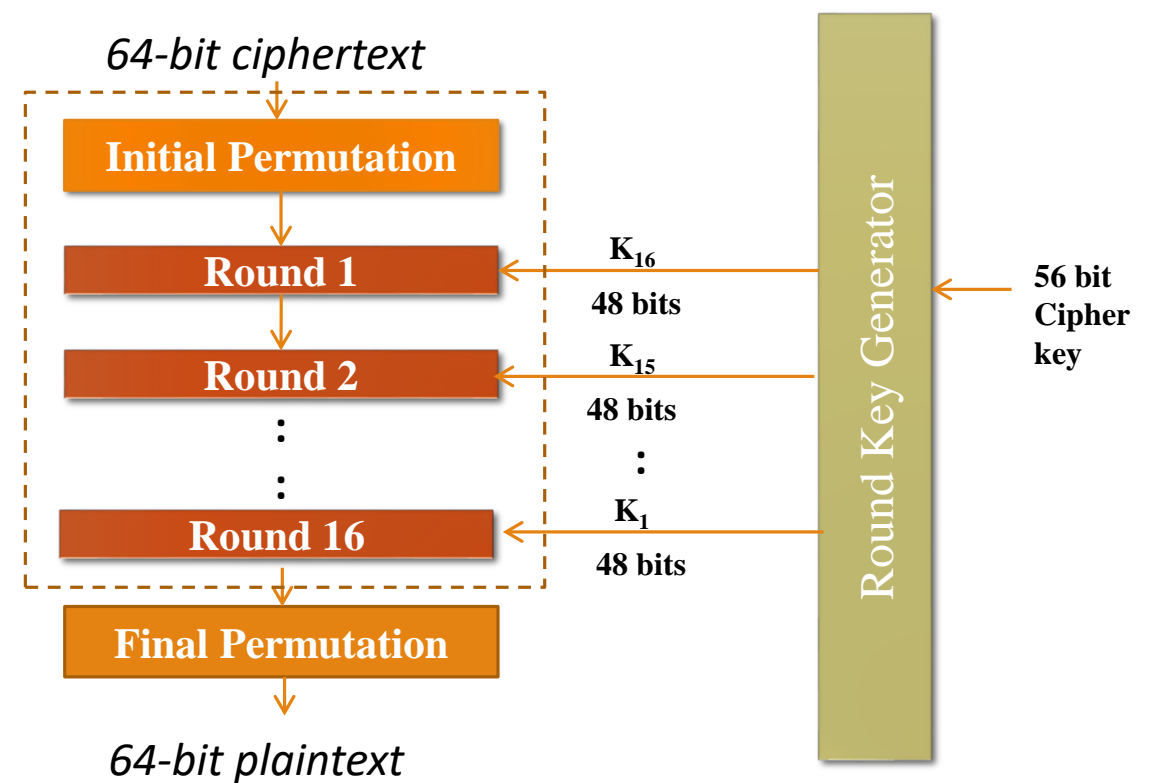 64-bit ciphertext
Initial Permutation
Round 1
K16
48 bits
Round 2
K15
48 bits
:
:
:
Round 16
K1
48 bits
Final Permutation
64-bit plaintext
Round Key Generator
56 bit
Cipher
key